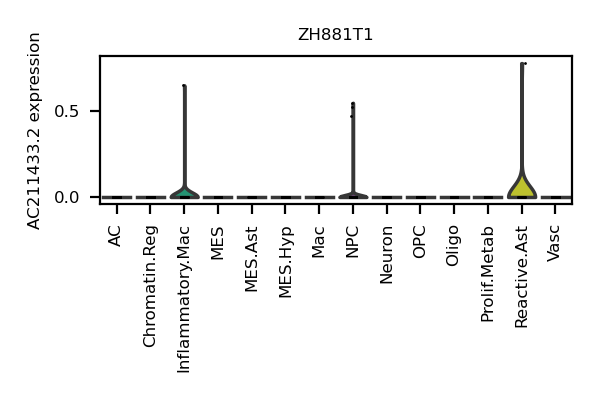 ZH881T1
AC211433.2 expression
0.5
0.0
AC
Chromatin.Reg
Inflammatory.Mac
MES
MES.Ast
MES.Hyp
Mac
NPC
Neuron
OPC
Oligo
Prolif.Metab
Reactive.Ast
Vasc